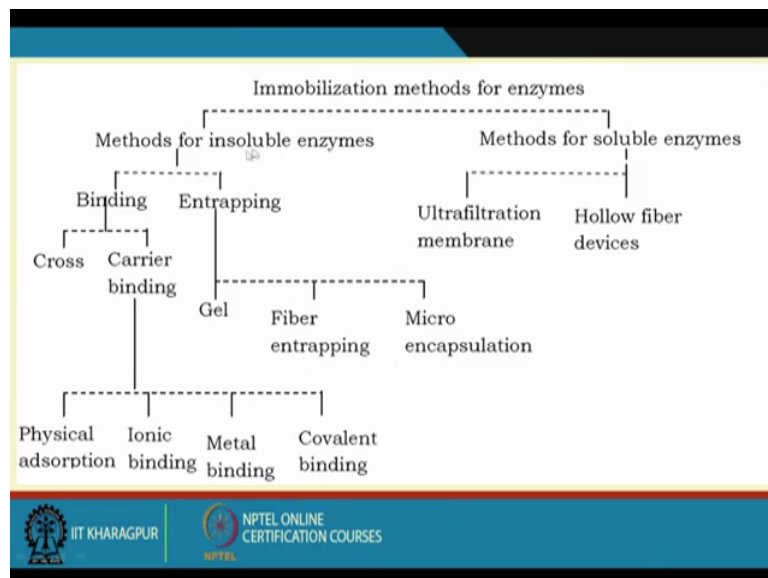 Immobilization methods for enzymes
Methods for insoluble enzymes
Methods for soluble enzymes
Binding
Entrapping
Ultrafiltration
membrane
Hollow fiber
devices
Cross
Carrier
binding
Gel
Fiber
entrapping
Micro
encapsulation
Physical
adsorption
Ionic
binding
Metal
binding
Covalent
binding
IIT KHARAGPUR
NPTEL
NPTEL ONLINE
CERTIFICATION COURSES